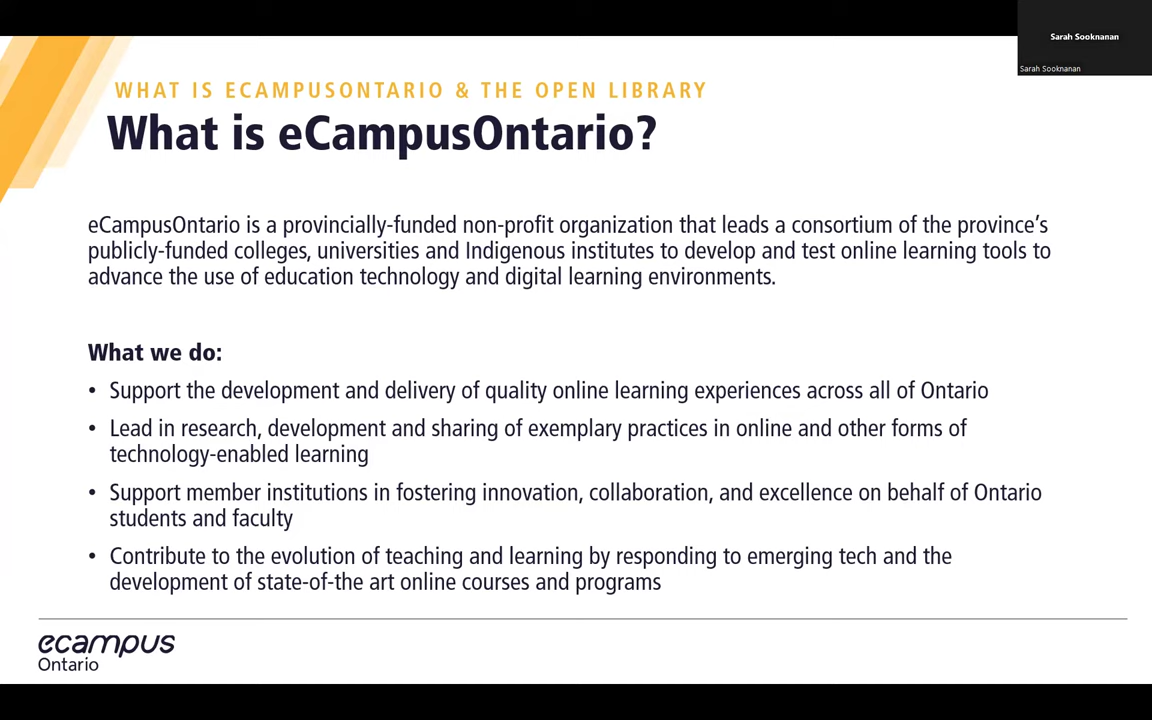 Sarah Sooknanan
Sarah Sooknanan
WHAT IS ECAMPUSONTARIO & THE OPEN LIBRARY
What is eCampusOntario?
eCampusOntario is a provincially-funded non-profit organization that leads a consortium of the province's
publicly-funded colleges, universities and Indigenous institutes to develop and test online learning tools to
advance the use of education technology and digital learning environments.
What we do:
• Support the development and delivery of quality online learning experiences across all of Ontario
• Lead in research, development and sharing of exemplary practices in online and other forms of
technology-enabled learning
• Support member institutions in fostering innovation, collaboration, and excellence on behalf of Ontario
students and faculty
• Contribute to the evolution of teaching and learning by responding to emerging tech and the
development of state-of-the art online courses and programs
ecampus
Ontario